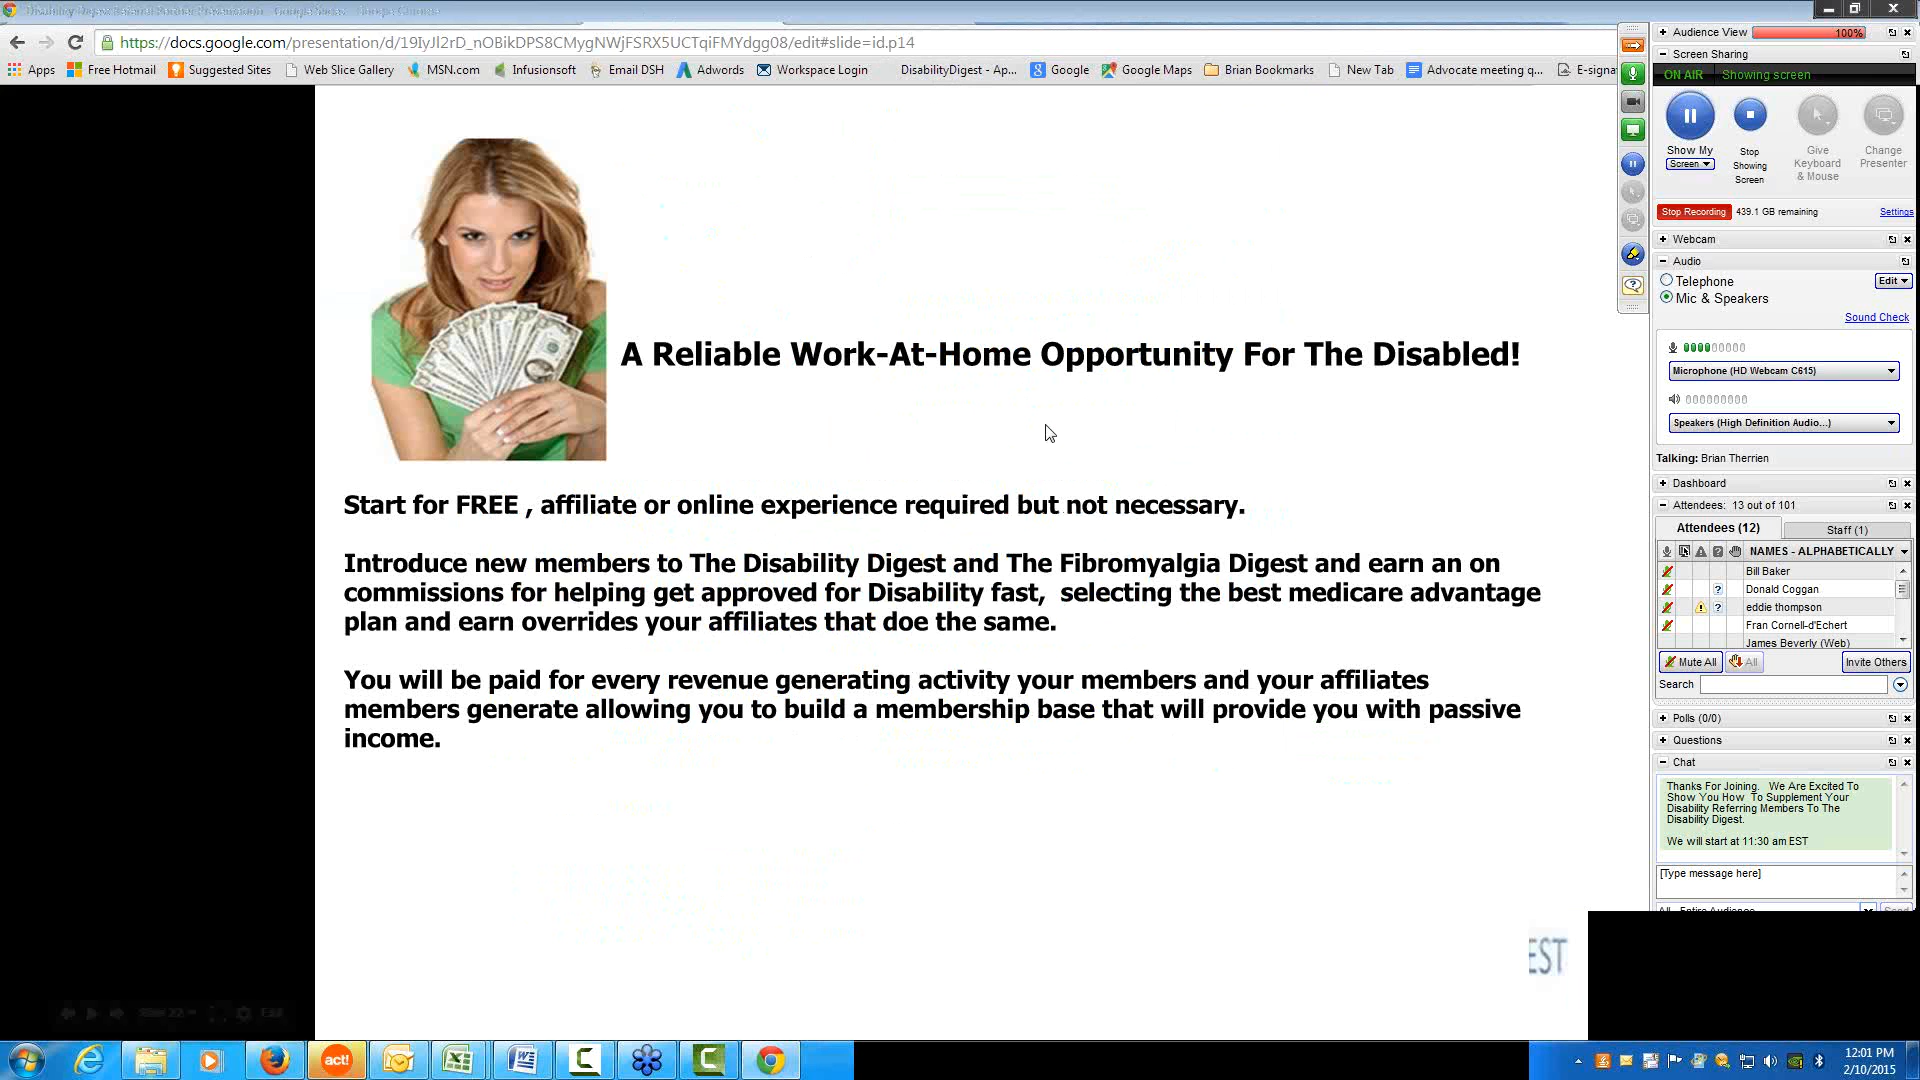 https://docs.google.com/presentation/d/19IyJl2rD_nOBikDPS8CMygNWjFSRX5UCTqiFMYdgg08/edit#slide=id.p14
Apps Free Hotmail Suggested Sites Web Slice Gallery MSN.com Infusionsoft Email DSH Adwords Workspace Login DisabilityDigest - Ap... Google Google Maps Brian Bookmarks New Tab Advocate meeting q... E-signa
A Reliable Work-At-Home Opportunity For The Disabled!
Start for FREE , affiliate or online experience required but not necessary.
Introduce new members to The Disability Digest and The Fibromyalgia Digest and earn an on
commissions for helping get approved for Disability fast,  selecting the best medicare advantage
plan and earn overrides your affiliates that doe the same.
You will be paid for every revenue generating activity your members and your affiliates
members generate allowing you to build a membership base that will provide you with passive
income.
EST
Audience View 100%
Screen Sharing
ON AIR Showing screen
Show My
Screen
Stop
Showing
Screen
Give
Keyboard
& Mouse
Change
Presenter
Stop Recording 439.1 GB remaining Settings
Webcam
Audio
Telephone Edit
Mic & Speakers
Sound Check
Microphone (HD Webcam C615)
Speakers (High Definition Audio...)
Talking: Brian Therrien
Dashboard
Attendees: 13 out of 101
Attendees (12) Staff (1)
NAMES - ALPHABETICALLY
Bill Baker
Donald Coggan
eddie thompson
Fran Cornell-d'Echert
James Beverly (Web)
Mute All All Invite Others
Search
Polls (0/0)
Questions
Chat
Thanks For Joining.   We Are Excited To
Show You How  To Supplement Your
Disability Referring Members To The
Disability Digest.
We will start at 11:30 am EST
[Type message here]
All - Entire Audience Send
act!
12:01 PM
2/10/2015